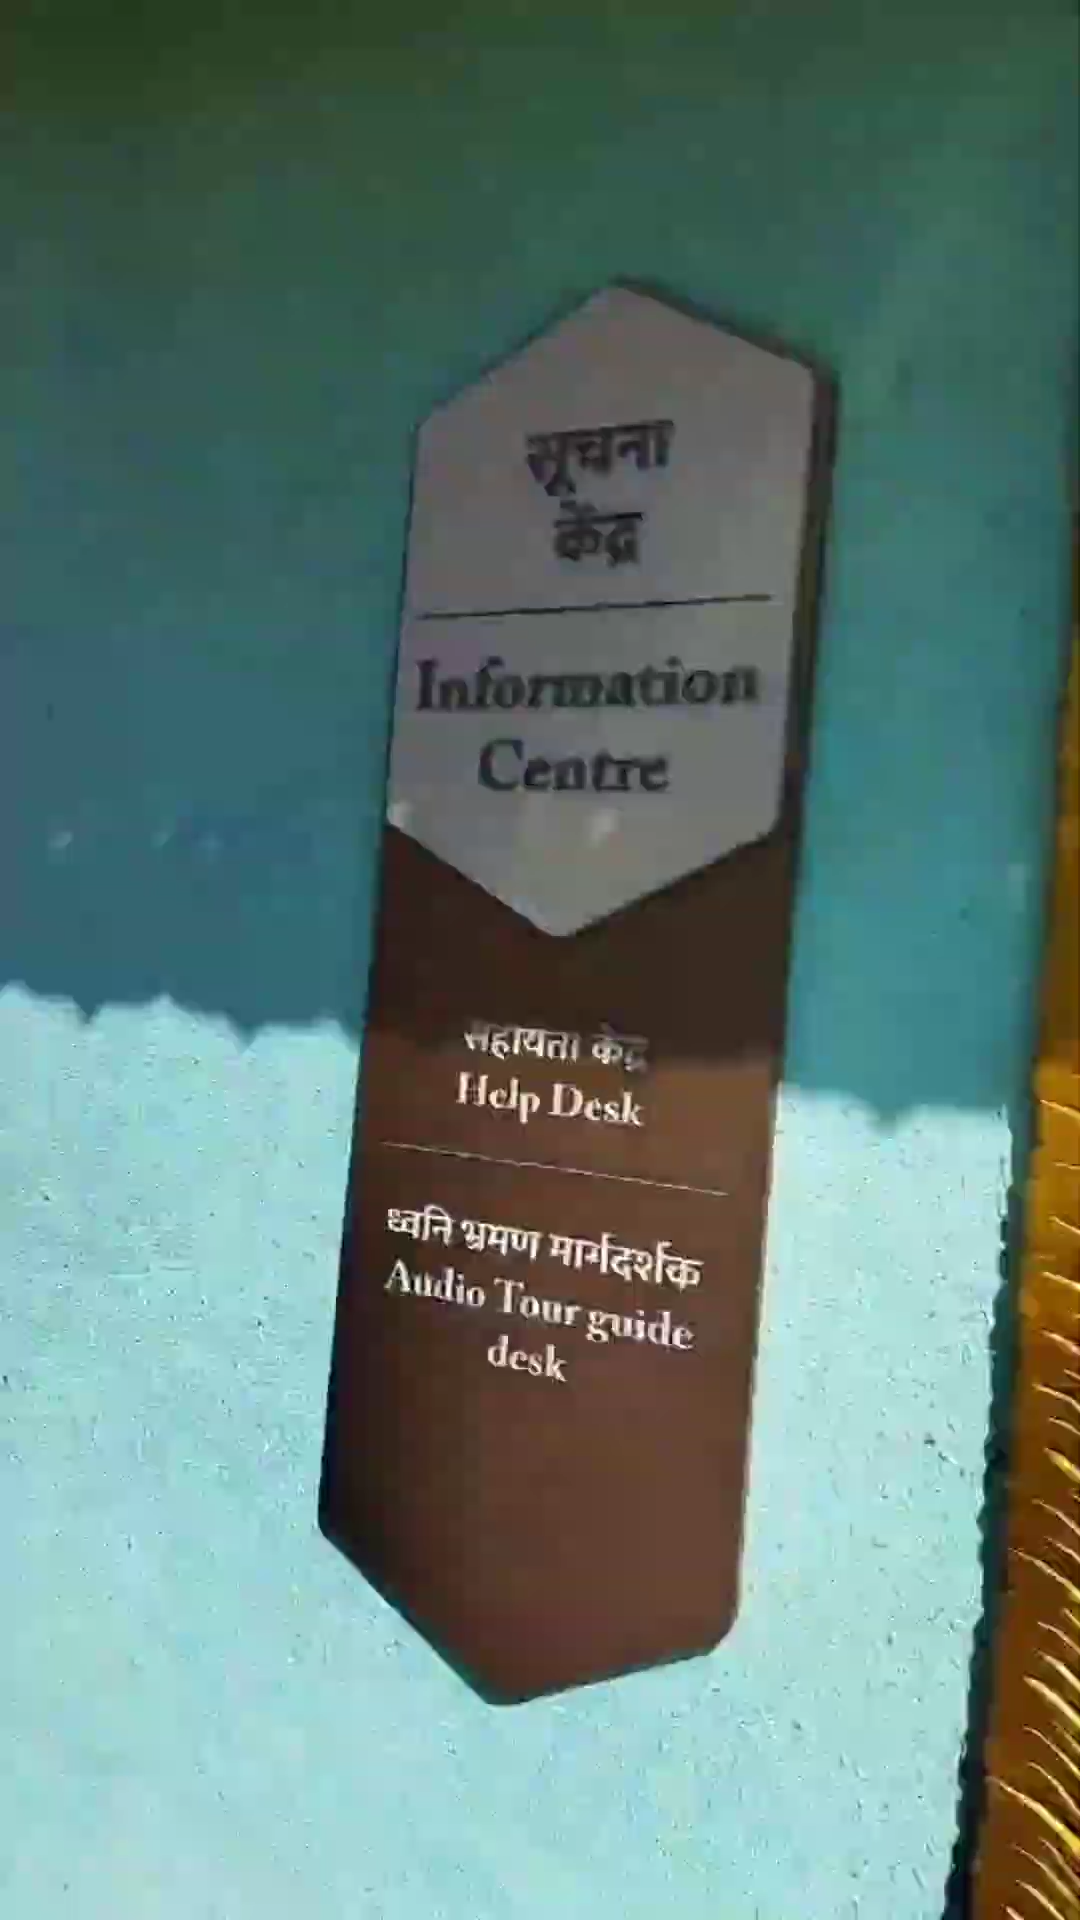 सूचना
केंद्र
Information
Centre
सहायता केंद्र
Help Desk
ध्वनि भ्रमण मार्गदर्शक
Audio Tour guide
desk